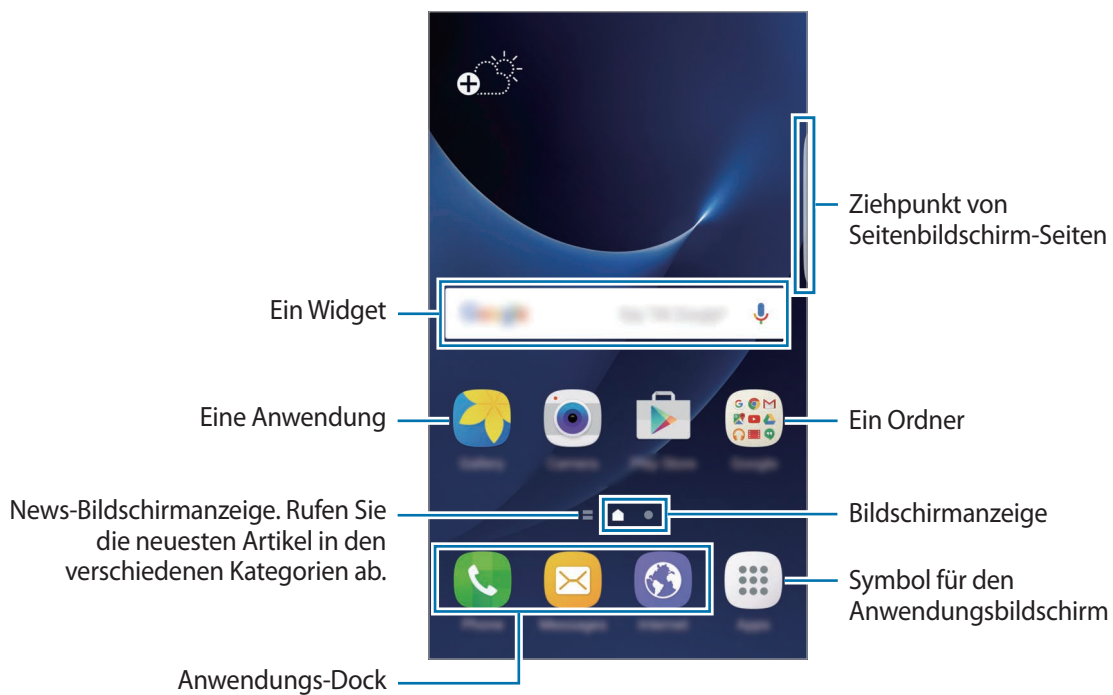 Ziehpunkt von
Seitenbildschirm-Seiten
Ein Widget
Eine Anwendung
Ein Ordner
News-Bildschirmanzeige. Rufen Sie
die neuesten Artikel in den
verschiedenen Kategorien ab.
Bildschirmanzeige
Symbol für den
Anwendungsbildschirm
Anwendungs-Dock